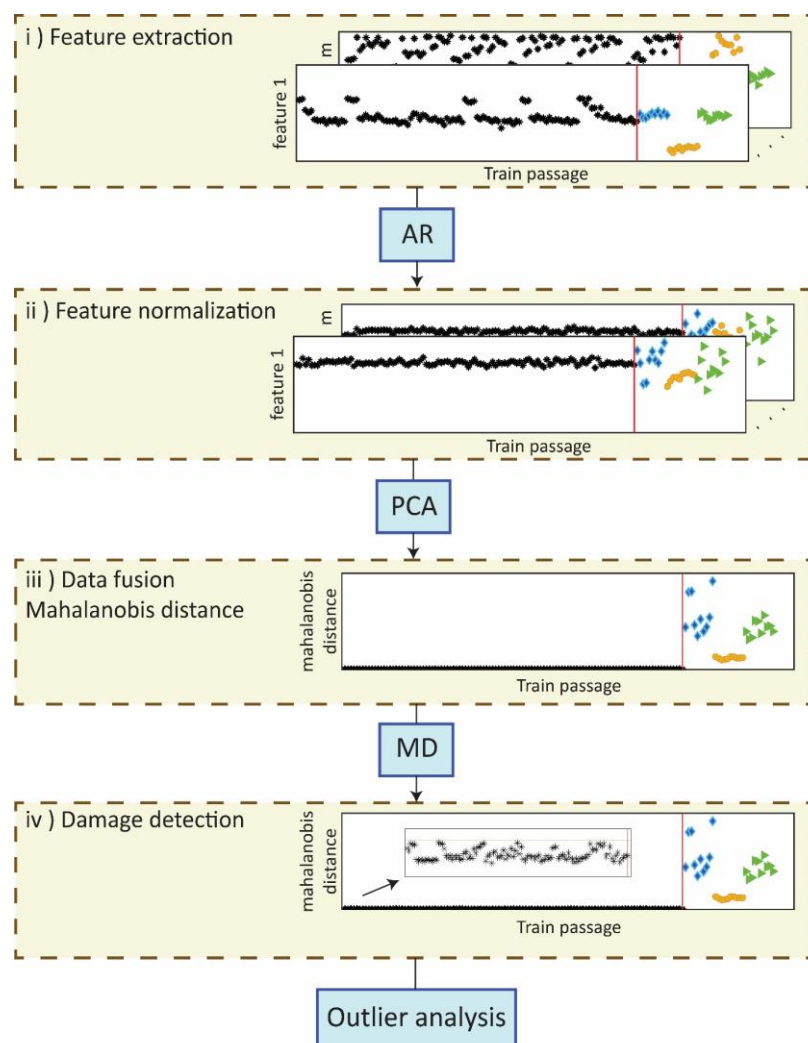 i ) Feature extraction
m
feature 1
Train passage
AR
ii ) Feature normalization
m
feature 1
Train passage
PCA
iii ) Data fusion
Mahalanobis distance
mahalanobis
distance
Train passage
MD
iv ) Damage detection
mahalanobis
distance
Train passage
Outlier analysis